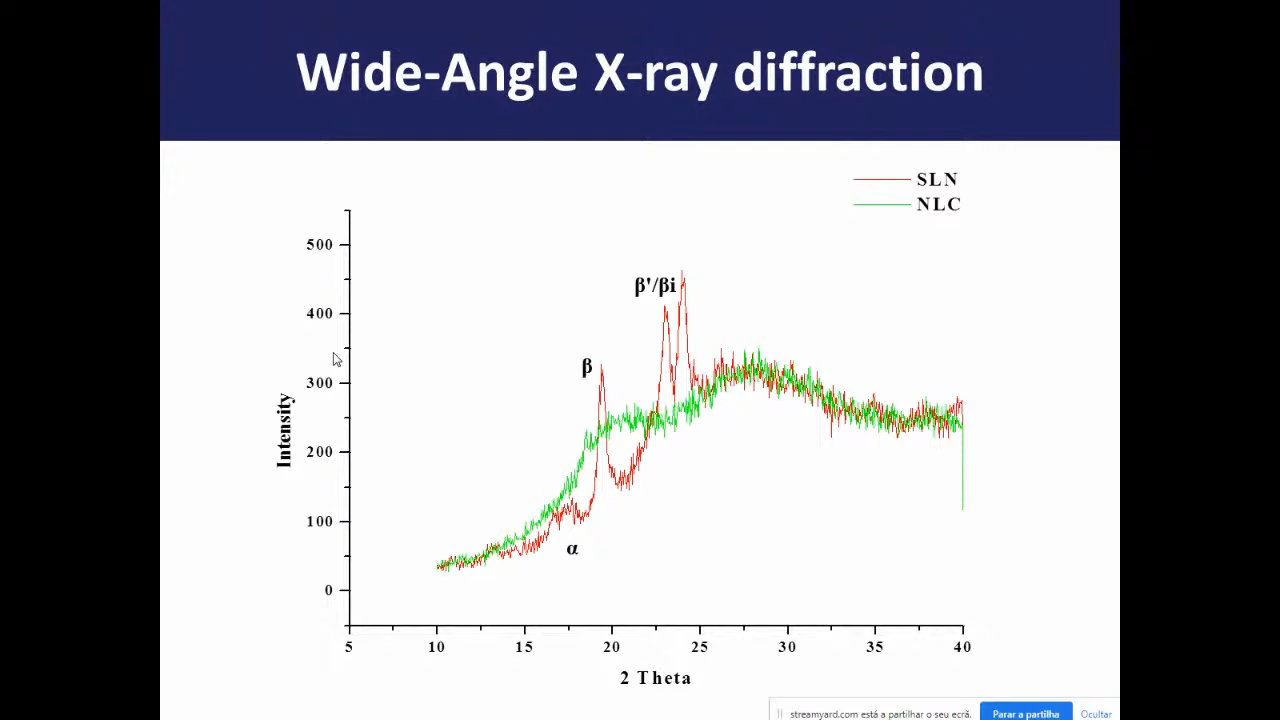 Wide-Angle X-ray diffraction
SLN
NLC
500
400
300
200
100
0
Intensity
β'/βi
β
α
5 10 15 20 25 30 35 40
2 Theta
streamyard.com está a partilhar o seu ecrã. Parar a partilha Ocultar